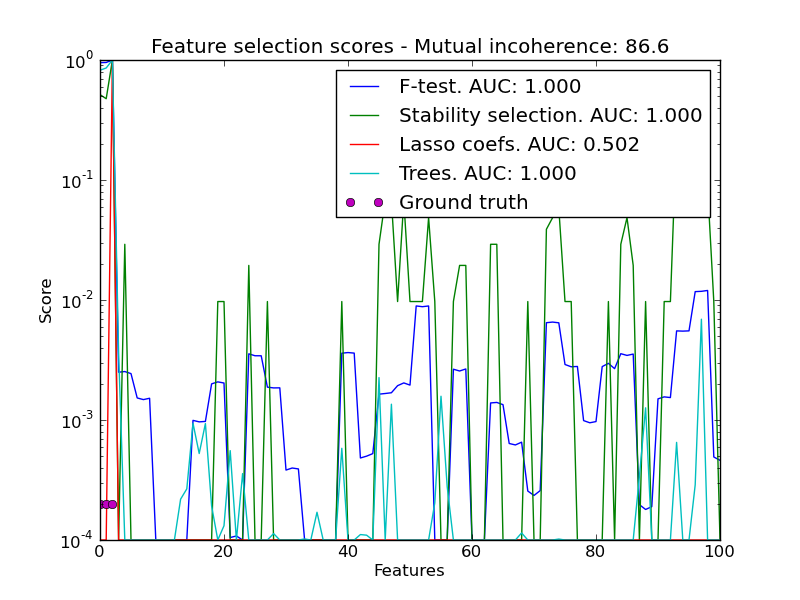 Feature selection scores - Mutual incoherence: 86.6
F-test. AUC: 1.000
Stability selection. AUC: 1.000
Lasso coefs. AUC: 0.502
Trees. AUC: 1.000
Ground truth
Score
10^0
10^-1
10^-2
10^-3
10^-4
0 20 40 60 80 100
Features